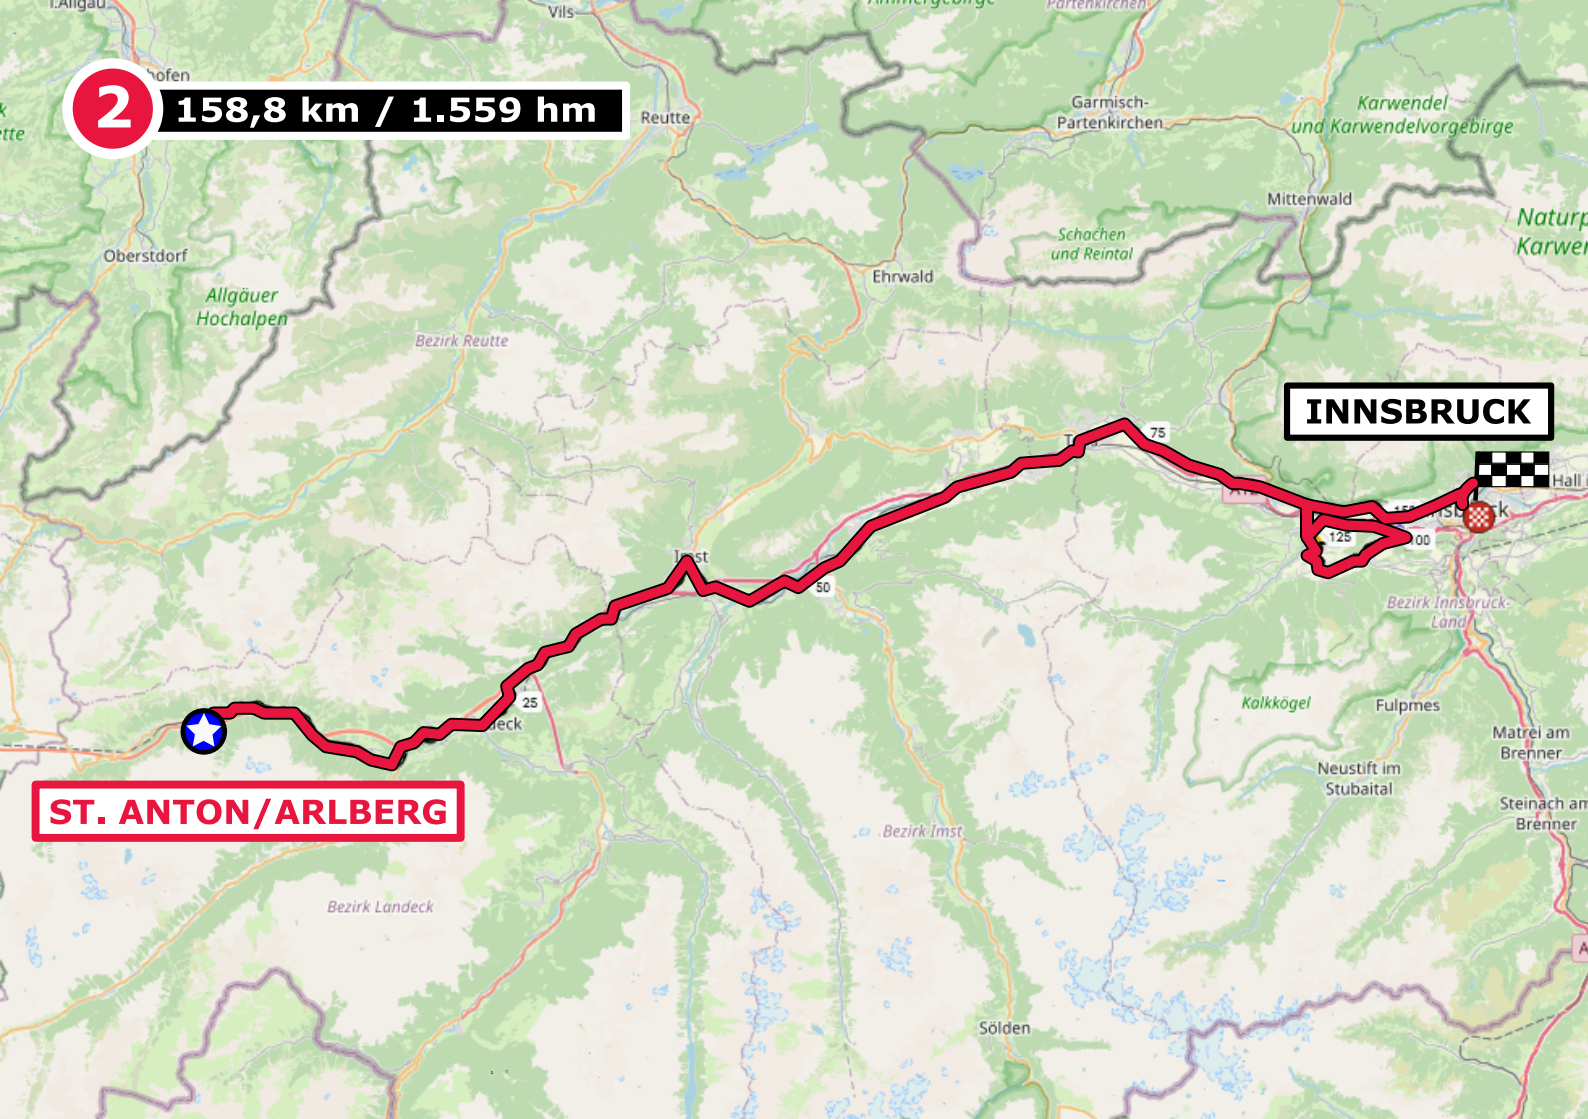 Vils
Reutte
2
158,8 km / 1.559 hm
Garmisch-
Partenkirchen
Karwendel
und Karwendelvorgebirge
Mittenwald
Oberstdorf
Schachen
und Reintal
Ehrwald
Allgäuer
Hochalpen
Bezirk Reutte
INNSBRUCK
75
Imst
50
125
100
Bezirk Innsbruck-
Land
25
Kalkkögel
Fulpmes
Matrei am
Brenner
Neustift im
Stubaital
Steinach am
Brenner
ST. ANTON/ARLBERG
Bezirk Imst
Bezirk Landeck
Sölden